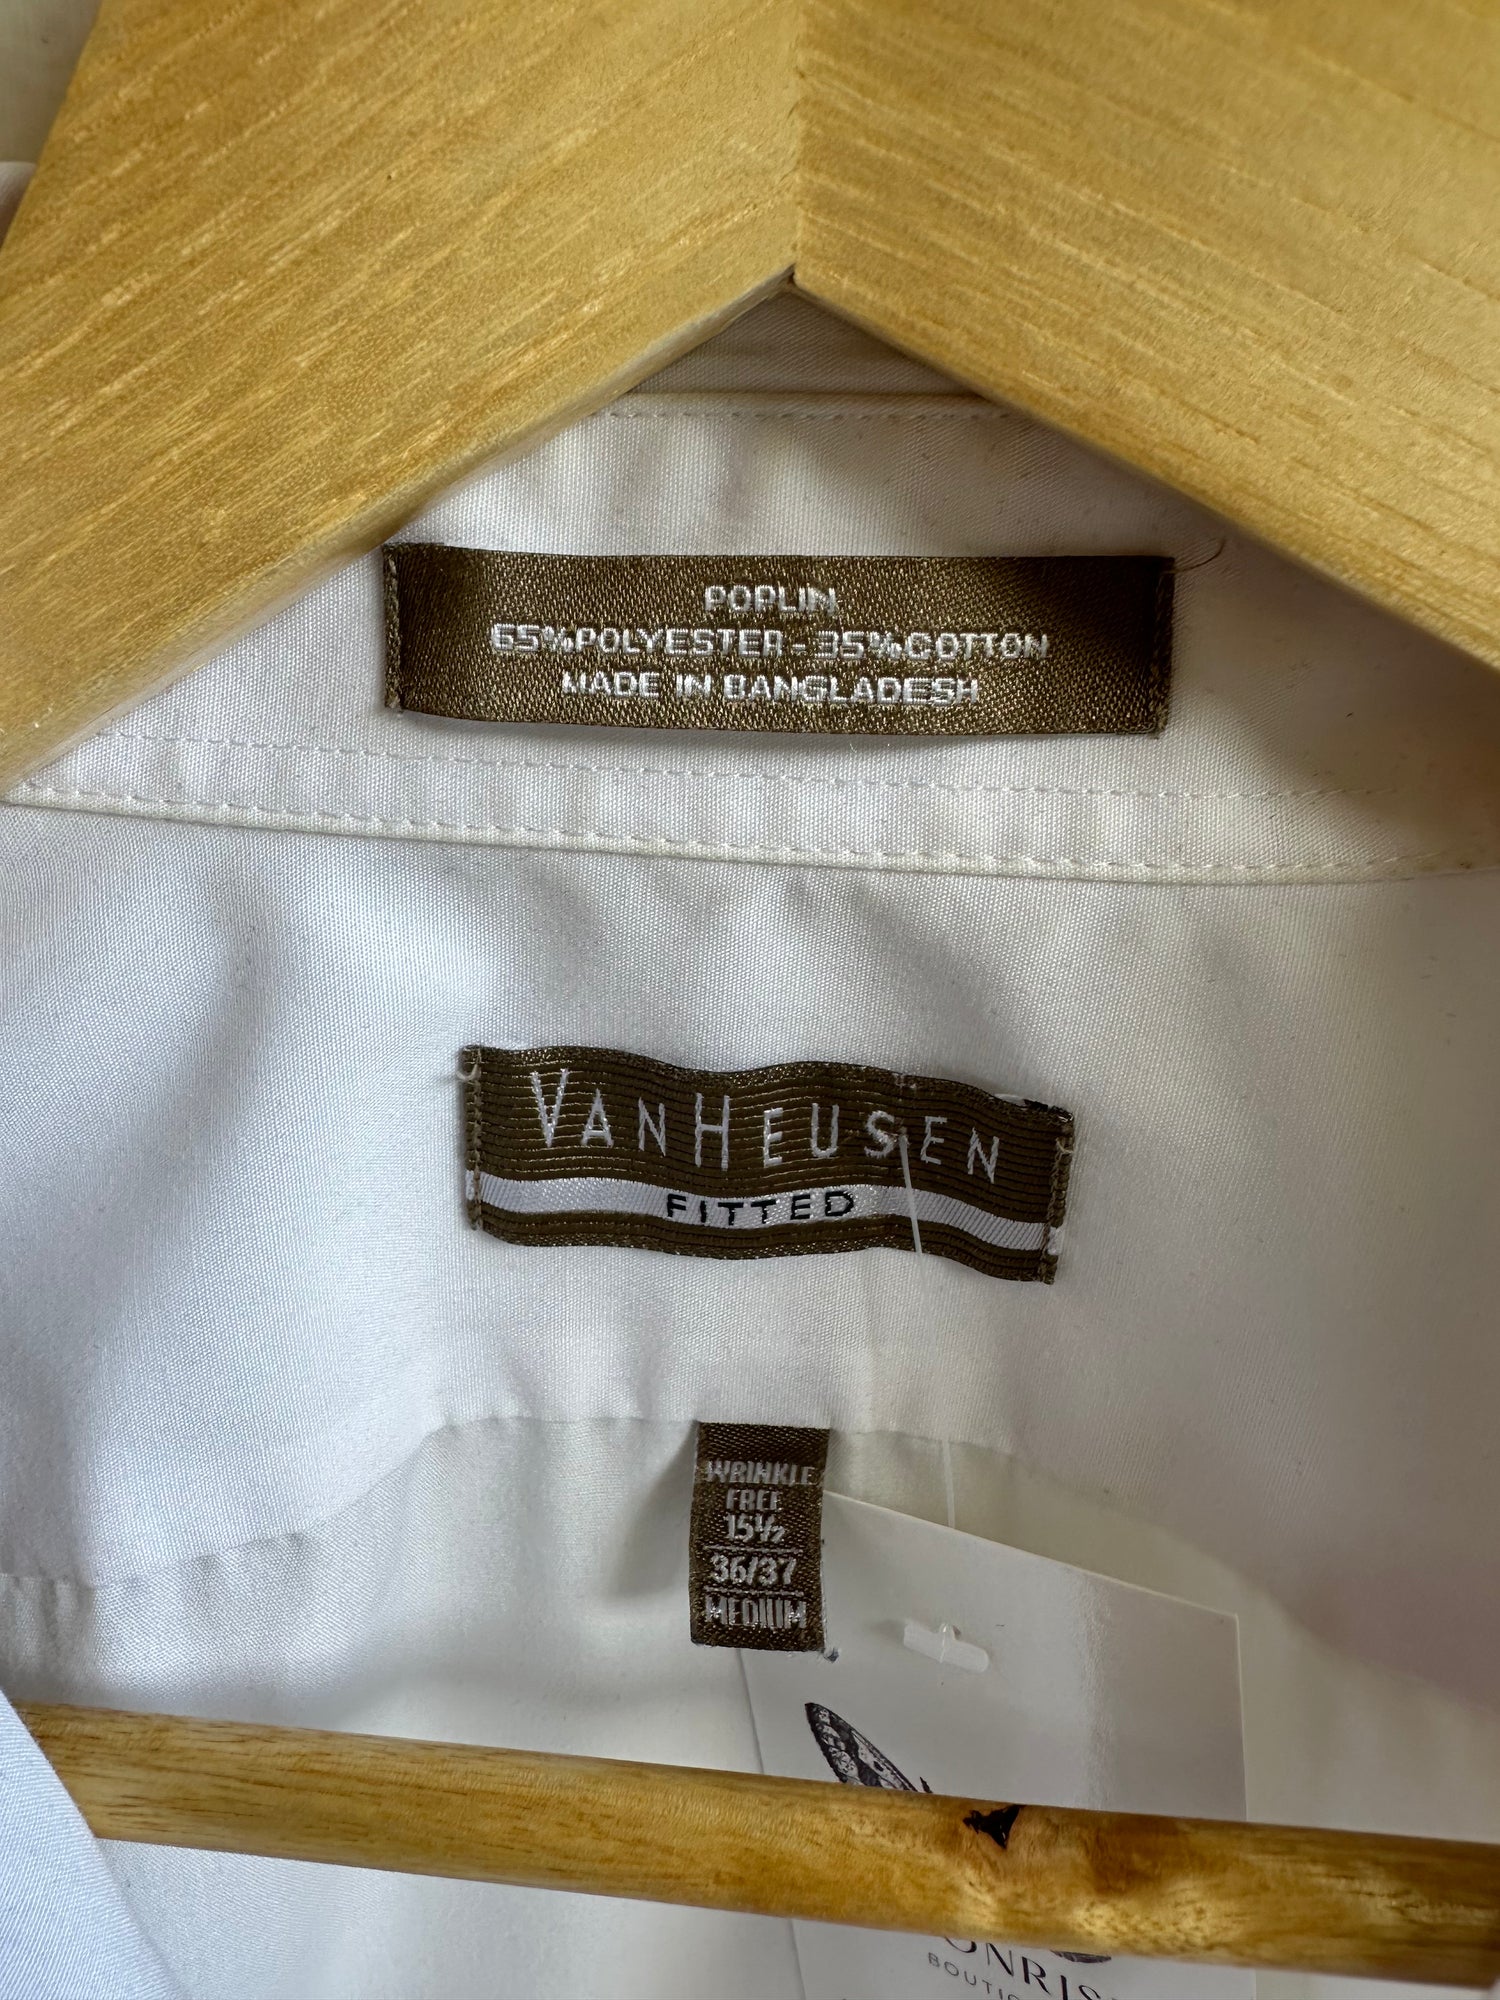 POPLIN
65%POLYESTER - 35%COTTON
MADE IN BANGLADESH
VANHEUSEN
FITTED
WRINKLE
FREE
15½
36/37
MEDIUM